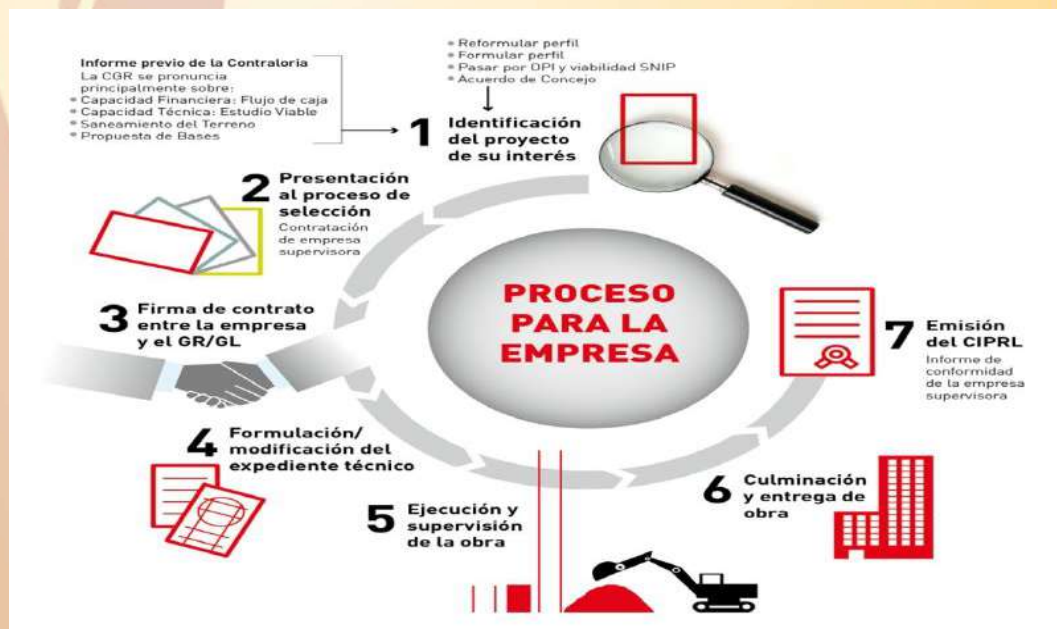 Informe previo de la Contraloria
La CGR se pronuncia
principalmente sobre:
* Capacidad Financiera: Flujo de caja
* Capacidad Técnica: Estudio Viable
* Saneamiento del Terreno
* Propuesta de Bases
* Reformular perfil
* Formular perfil
* Pasar por OPI y viabilidad SNIP
* Acuerdo de Concejo
1 Identificación
del proyecto
de su interés
2 Presentación
al proceso de
selección
Contratación
de empresa
supervisora
3 Firma de contrato
entre la empresa
y el GR/GL
4 Formulación/
modificación del
expediente técnico
5 Ejecución y
supervisión
de la obra
6 Culminación
y entrega de
obra
7 Emisión
del CIPRL
Informe de
conformidad
de la empresa
supervisora
PROCESO
PARA LA
EMPRESA